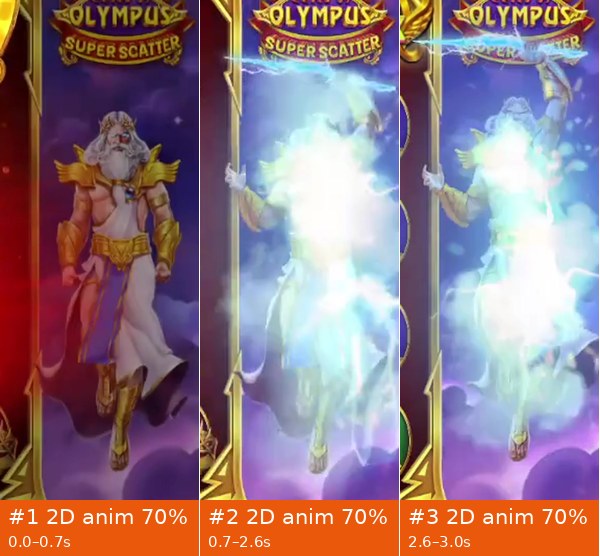 OLYMPUS
SUPER SCATTER
OLYMPUS
SUPER SCATTER
OLYMPUS
SUPER SCATTER
#1 2D anim 70%
0.0–0.7s
#2 2D anim 70%
0.7–2.6s
#3 2D anim 70%
2.6–3.0s